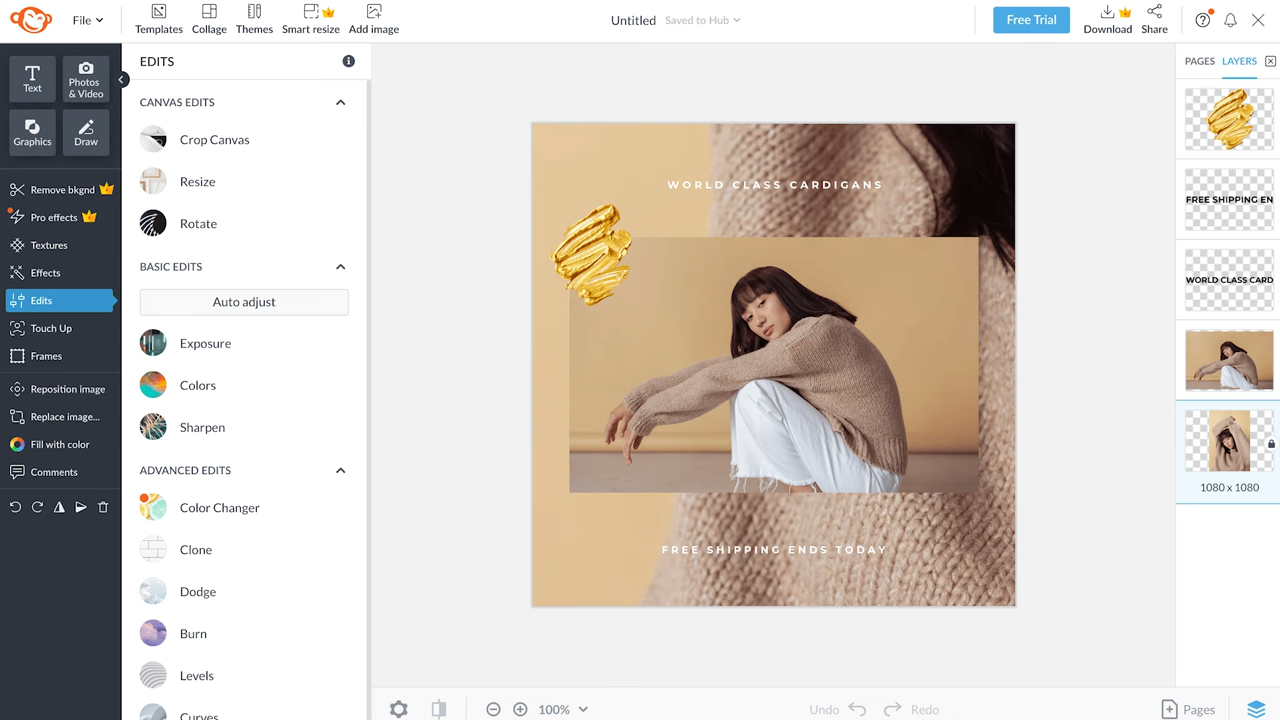 File
Templates
Collage
Themes
Smart resize
Add image
Untitled
Saved to Hub
Free Trial
Download
Share
Text
Photos
& Video
Graphics
Draw
Remove bkgnd
Pro effects
Textures
Effects
Edits
Touch Up
Frames
Reposition image
Replace image...
Fill with color
Comments
EDITS
CANVAS EDITS
Crop Canvas
Resize
Rotate
BASIC EDITS
Auto adjust
Exposure
Colors
Sharpen
ADVANCED EDITS
Color Changer
Clone
Dodge
Burn
Levels
Curves
WORLD CLASS CARDIGANS
FREE SHIPPING ENDS TODAY
100%
Undo
Redo
PAGES
LAYERS
FREE SHIPPING EN
WORLD CLASS CARD
1080 x 1080
Pages